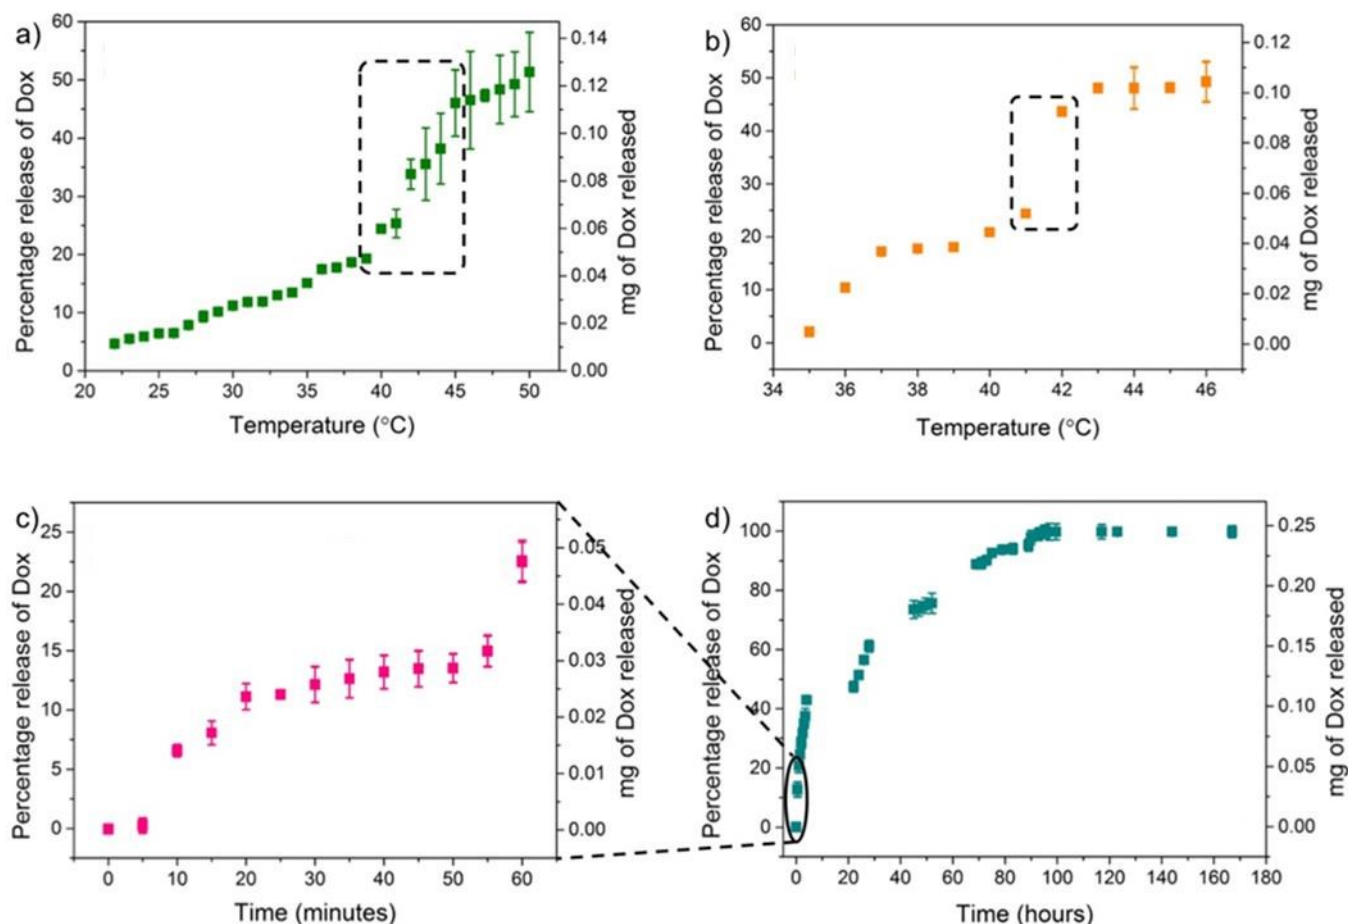 a)
60
50
40
30
20
10
0
Percentage release of Dox
0.14
0.12
0.10
0.08
0.06
0.04
0.02
0.00
mg of Dox released
20 25 30 35 40 45 50
Temperature (°C)
b)
60
50
40
30
20
10
0
Percentage release of Dox
0.12
0.10
0.08
0.06
0.04
0.02
0.00
mg of Dox released
34 36 38 40 42 44 46
Temperature (°C)
c)
25
20
15
10
5
0
Percentage release of Dox
0.05
0.04
0.03
0.02
0.01
0.00
mg of Dox released
0 10 20 30 40 50 60
Time (minutes)
d)
100
80
60
40
20
0
Percentage release of Dox
0.25
0.20
0.15
0.10
0.05
0.00
mg of Dox released
0 20 40 60 80 100 120 140 160 180
Time (hours)